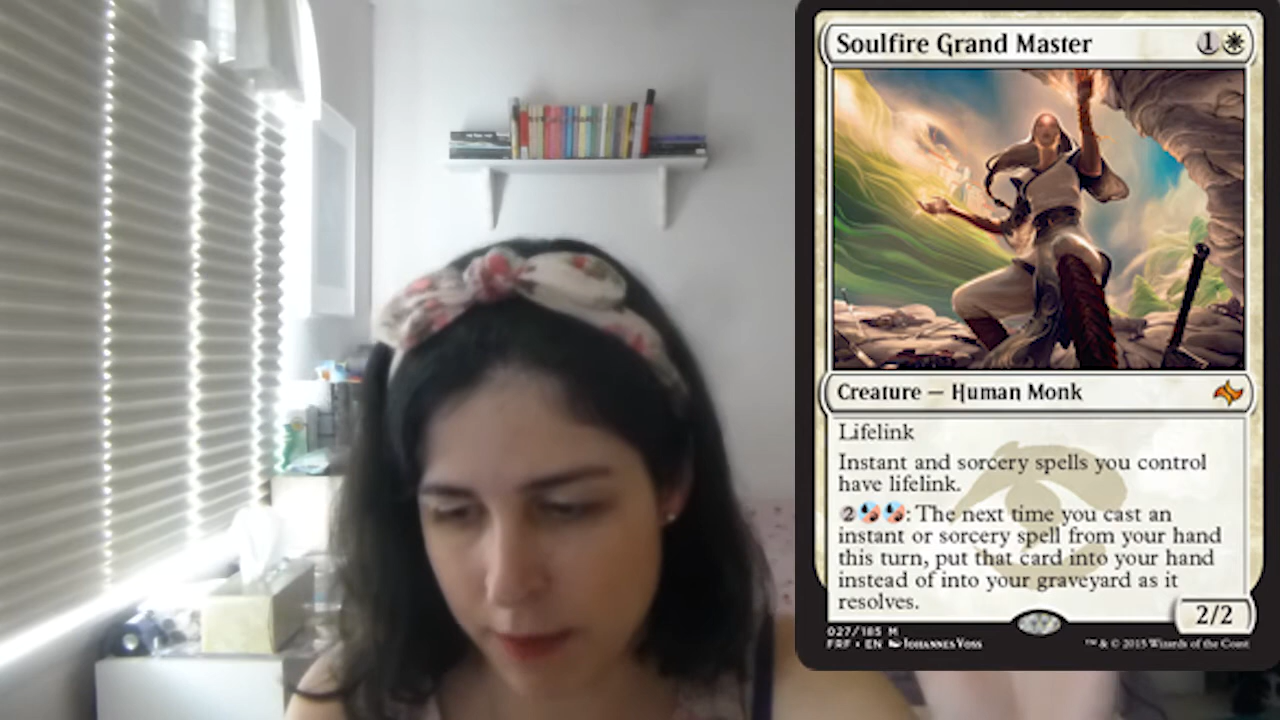 Soulfire Grand Master 1
Creature — Human Monk
Lifelink
Instant and sorcery spells you control
have lifelink.
2: The next time you cast an
instant or sorcery spell from your hand
this turn, put that card into your hand
instead of into your graveyard as it
resolves.
2/2
027/185 M
FRF • EN Johannes Voss
™ & © 2015 Wizards of the Coast